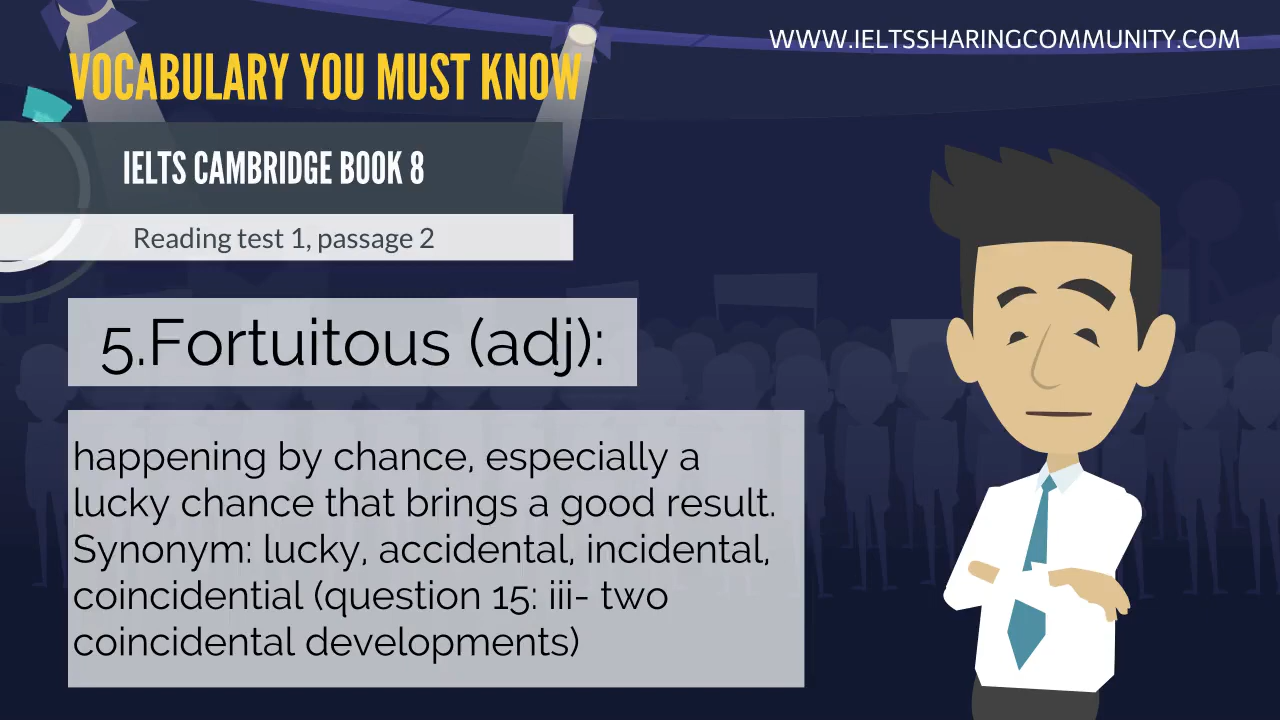 WWW.IELTSSHARINGCOMMUNITY.COM
VOCABULARY YOU MUST KNOW
IELTS CAMBRIDGE BOOK 8
Reading test 1, passage 2
5.Fortuitous (adj):
happening by chance, especially a
lucky chance that brings a good result.
Synonym: lucky, accidental, incidental,
coincidential (question 15: iii- two
coincidental developments)